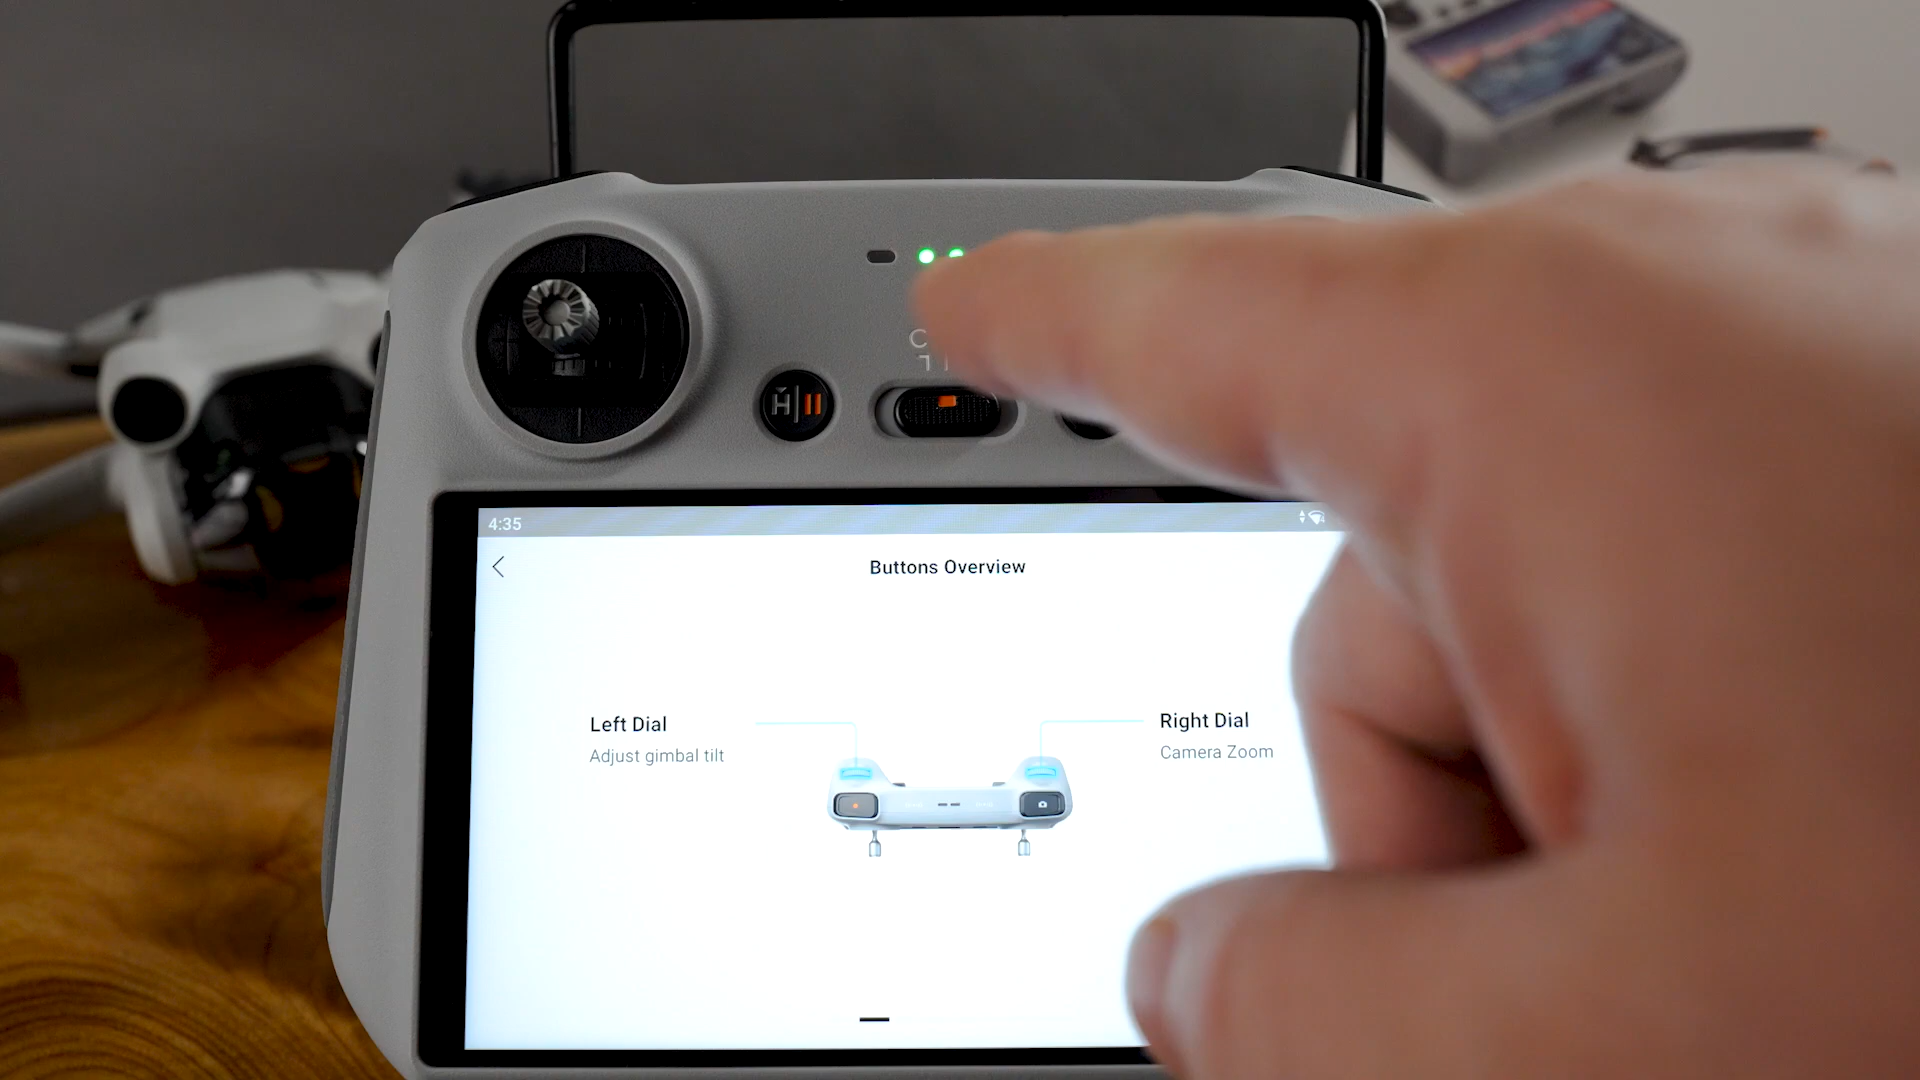 C
H
4:35
Buttons Overview
Left Dial
Adjust gimbal tilt
Right Dial
Camera Zoom